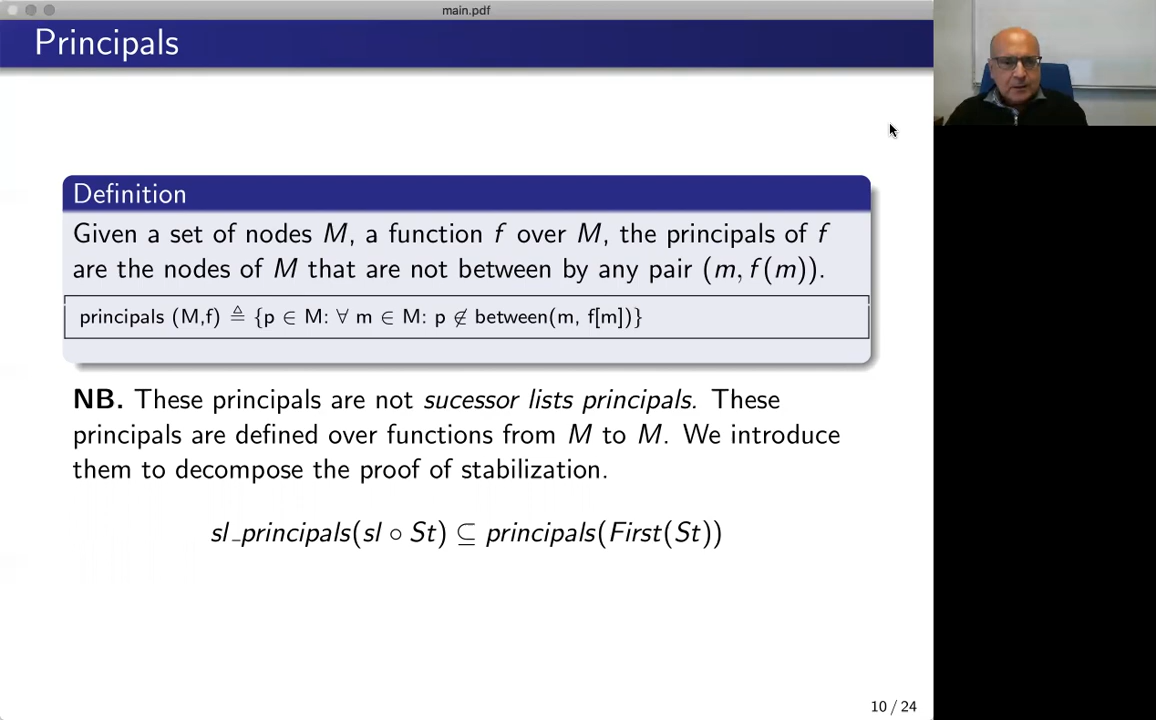 main.pdf
Principals
Definition
Given a set of nodes M, a function f over M, the principals of f
are the nodes of M that are not between by any pair (m, f(m)).
principals (M,f) ≜ {p ∈ M: ∀ m ∈ M: p ∉ between(m, f[m])}
NB. These principals are not sucessor lists principals. These
principals are defined over functions from M to M. We introduce
them to decompose the proof of stabilization.
sl_principals(sl ∘ St) ⊆ principals(First(St))
10 / 24